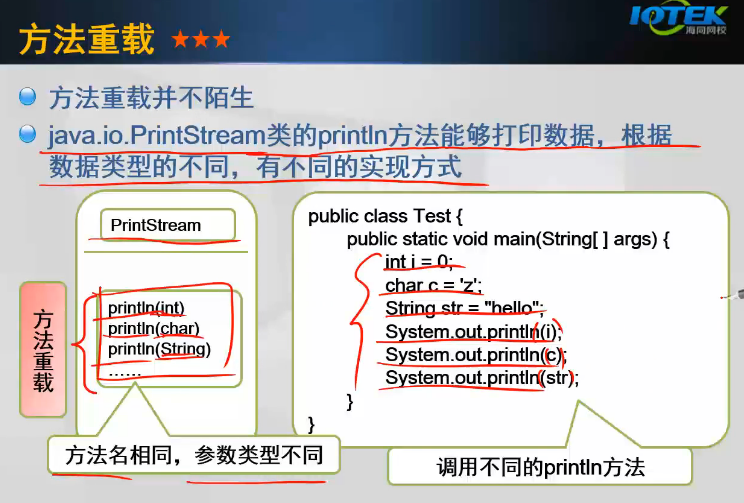 方法重载 ★★★
IOTEK
海同网校
方法重载并不陌生
java.io.PrintStream类的println方法能够打印数据，根据
数据类型的不同，有不同的实现方式
PrintStream
println(int)
println(char)
println(String)
……
方法重载
方法名相同，参数类型不同
public class Test {
public static void main(String[ ] args) {
int i = 0;
char c = 'z';
String str = "hello";
System.out.println(i);
System.out.println(c);
System.out.println(str);
}
}
调用不同的println方法